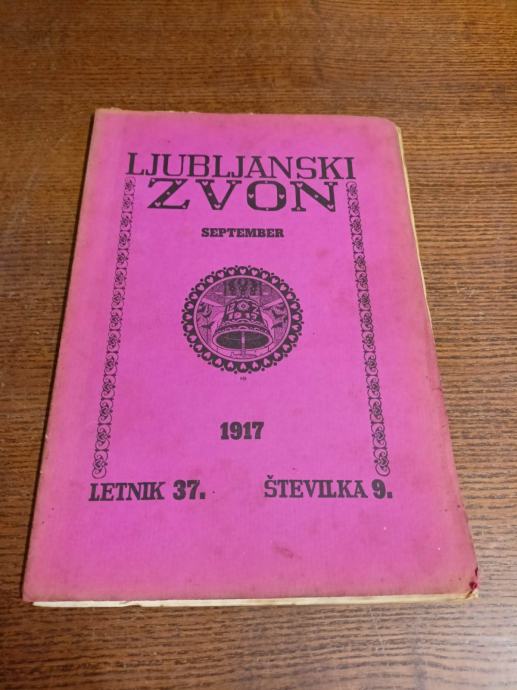 LJUBLJANSKI
ZVON
SEPTEMBER
1917
LETNIK 37. ŠTEVILKA 9.